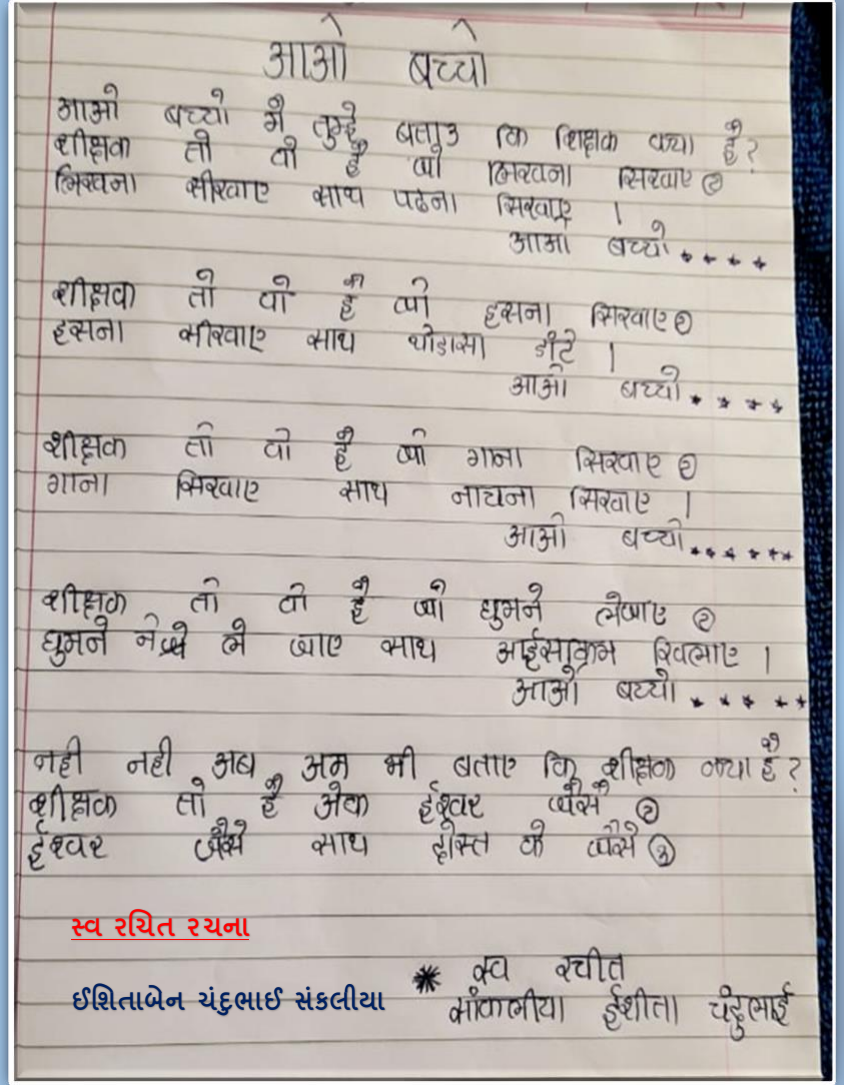 आओ बच्चो
आओ बच्चो मै तुम्हे बताउ कि शिक्षक क्या है?
शीक्षक तो वो है जो लिखना सिखाए ②
लिखना सीखाए साथ पढना सिखाए ।
आओ बच्चो....
शीक्षक तो वो है जो हसना सिखाए ②
हसना सीखाए साथ थोडासा डांटे ।
आओ बच्चो....
शीक्षक तो वो है जो गाना सिखाए ②
गाना सिखाए साथ नाचना सिखाए ।
आओ बच्चो......
शीक्षक तो वो है जो घुमने लेजाए ②
घुमने ले जाए साथ आईसक्रिम खिलाए ।
आओ बच्चो.....
नही नही अब अम भी बताए कि शीक्षक क्या है?
शीक्षक तो है अेक ईश्वर जैसे ②
ईश्वर जैसे साथ दोस्त के जैसे ③
સ્વ રચિત રચના
* स्व रचीत
ઈશિતાબેન ચંદુભાઈ સંકલીયા
सांकलीया ईशीता चंदुभाई